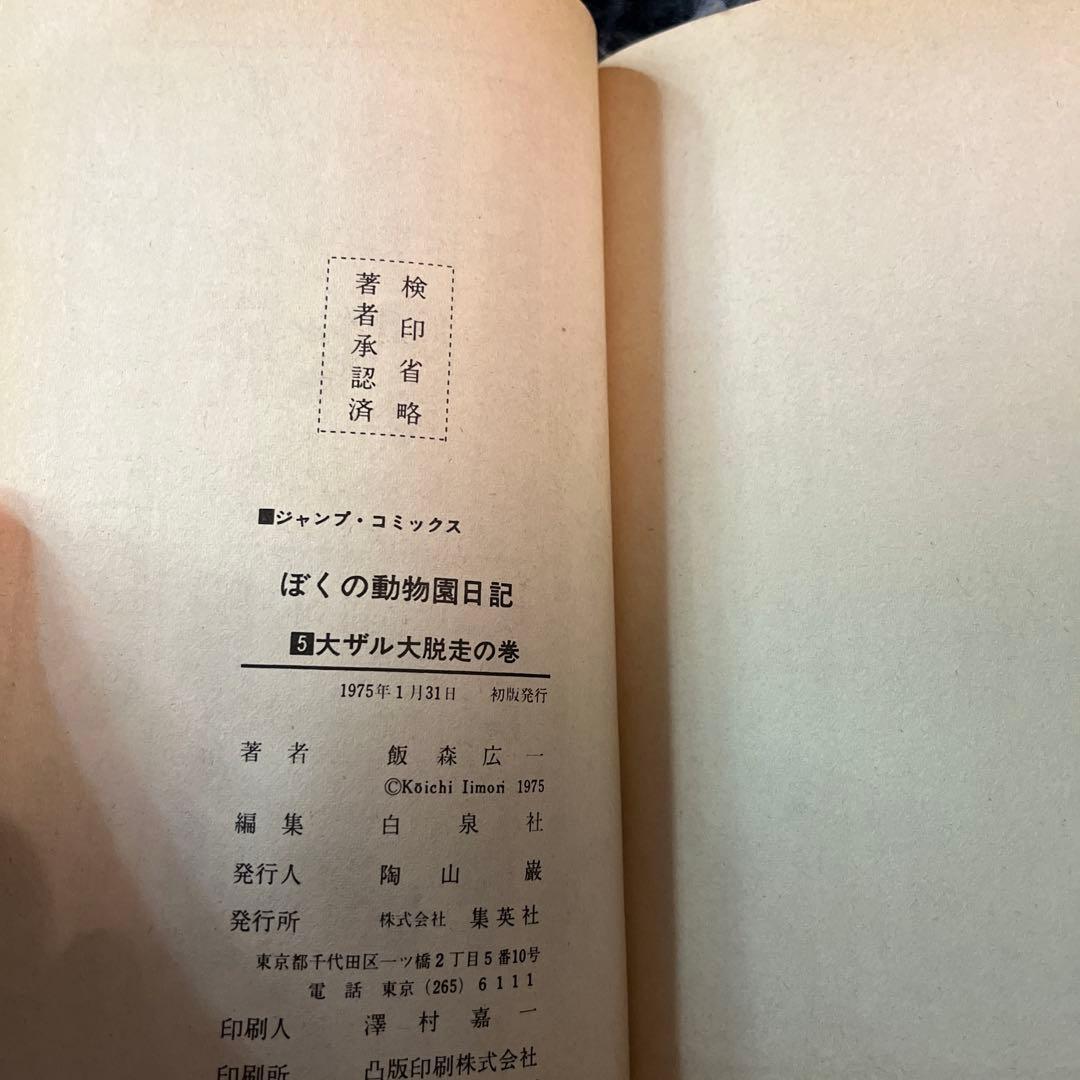 検印省略
著者承認済
■ジャンプ・コミックス
ぼくの動物園日記
5大ザル大脱走の巻
1975年1月31日 初版発行
著者 飯森広一
©Kōichi Iimori 1975
編集 白泉社
発行人 陶山巌
発行所 株式会社 集英社
東京都千代田区一ツ橋2丁目5番10号
電話 東京(265)6111
印刷人 澤村嘉一
印刷所 凸版印刷株式会社